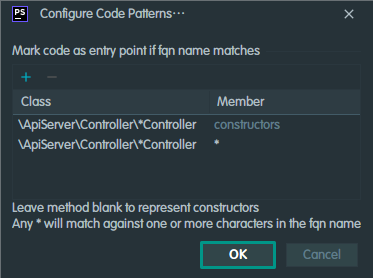 PS Configure Code Patterns...
Mark code as entry point if fqn name matches
+ −
Class Member
\ApiServer\Controller\*Controller constructors
\ApiServer\Controller\*Controller *
Leave method blank to represent constructors
Any * will match against one or more characters in the fqn name
OK Cancel